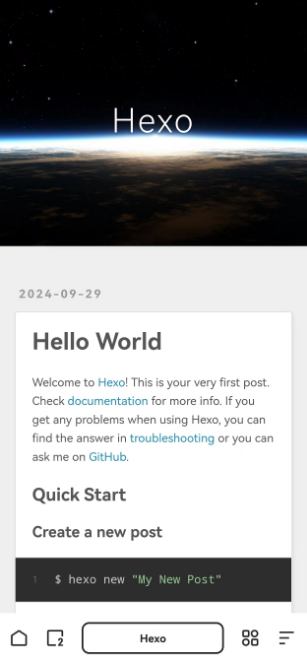 Hexo
2024-09-29
Hello World
Welcome to Hexo! This is your very first post.
Check documentation for more info. If you
get any problems when using Hexo, you can
find the answer in troubleshooting or you can
ask me on GitHub.
Quick Start
Create a new post
1 $ hexo new "My New Post"
2 Hexo